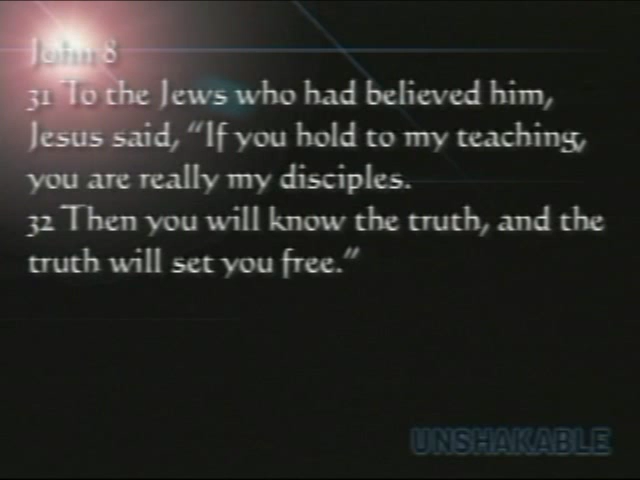 John 8
31 To the Jews who had believed him,
Jesus said, “If you hold to my teaching,
you are really my disciples.
32 Then you will know the truth, and the
truth will set you free.”
UNSHAKABLE